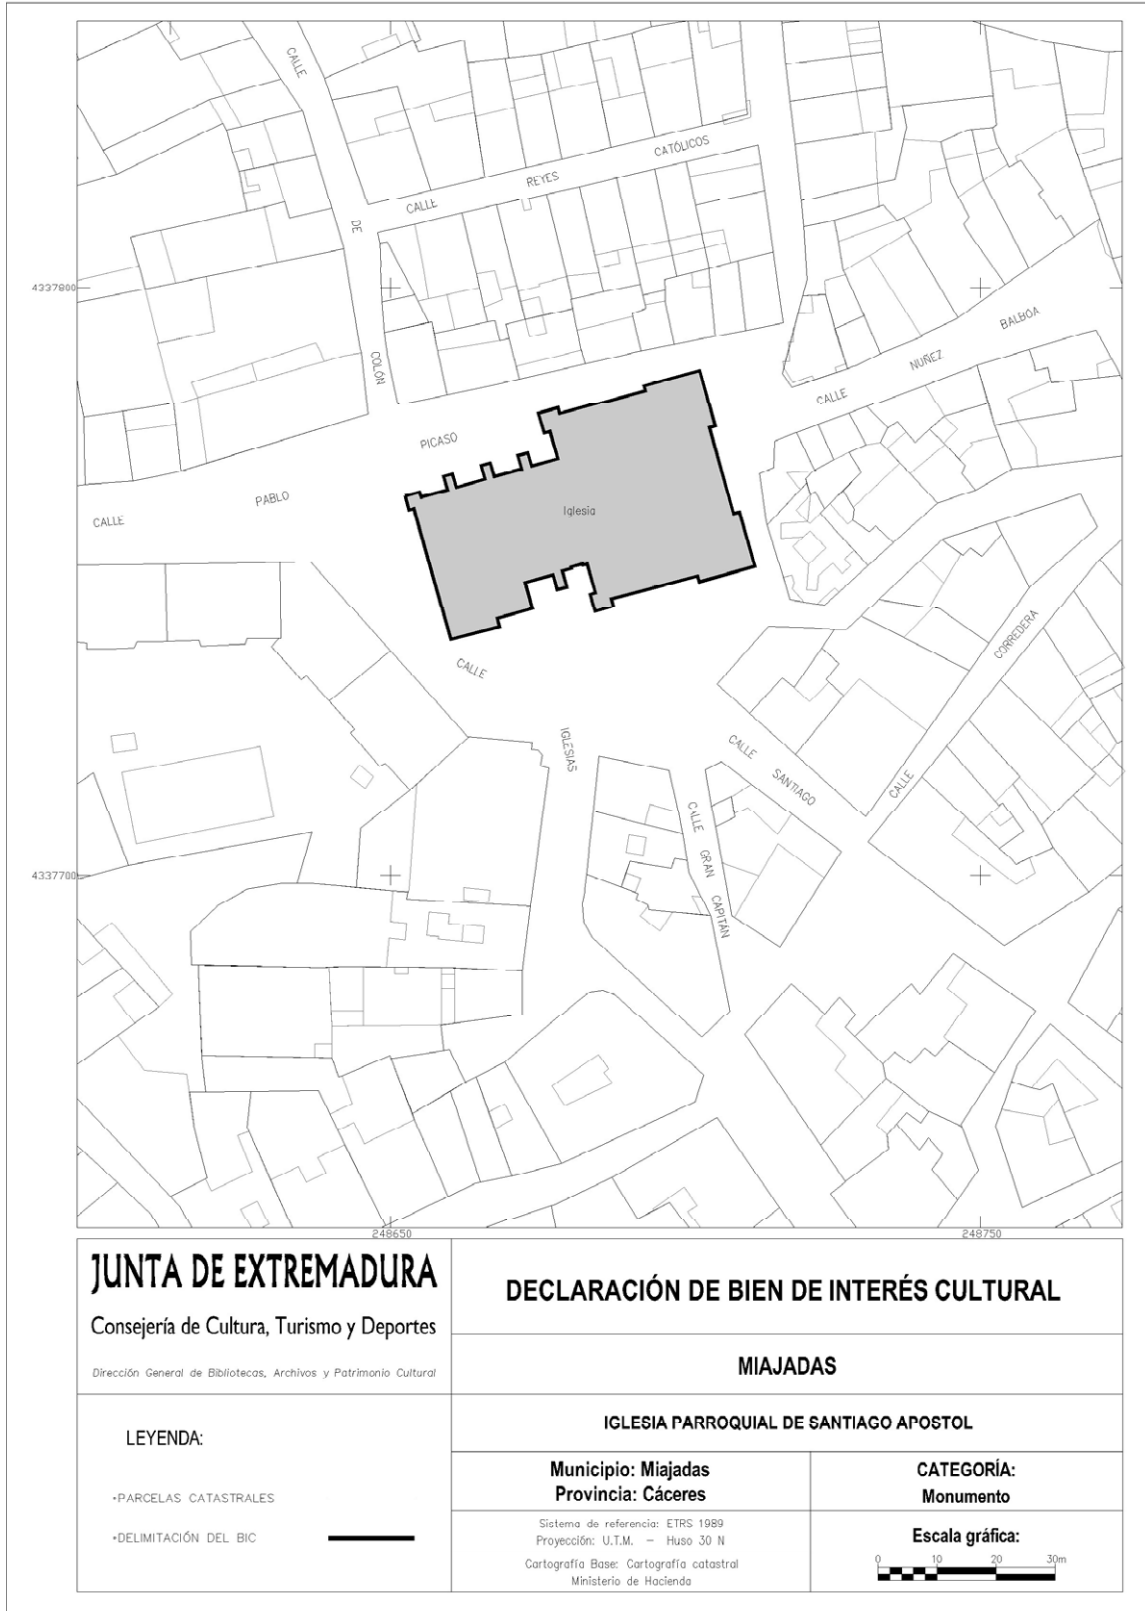 CALLE
DE
COLÓN
CALLE
REYES
CATÓLICOS
4337800
CALLE
NUÑEZ
BALBOA
CALLE
PABLO
PICASO
Iglesia
CALLE
IGLESIAS
CALLE
SANTIAGO
CALLE
CORREDERA
CALLE
GRAN
CAPITÁN
4337700
248650
248750
JUNTA DE EXTREMADURA
Consejería de Cultura, Turismo y Deportes
Dirección General de Bibliotecas, Archivos y Patrimonio Cultural
DECLARACIÓN DE BIEN DE INTERÉS CULTURAL
MIAJADAS
IGLESIA PARROQUIAL DE SANTIAGO APOSTOL
LEYENDA:
•PARCELAS CATASTRALES
•DELIMITACIÓN DEL BIC
Municipio: Miajadas
Provincia: Cáceres
CATEGORÍA:
Monumento
Sistema de referencia: ETRS 1989
Proyección: U.T.M. – Huso 30 N
Cartografía Base: Cartografía catastral
Ministerio de Hacienda
Escala gráfica:
0 10 20 30m